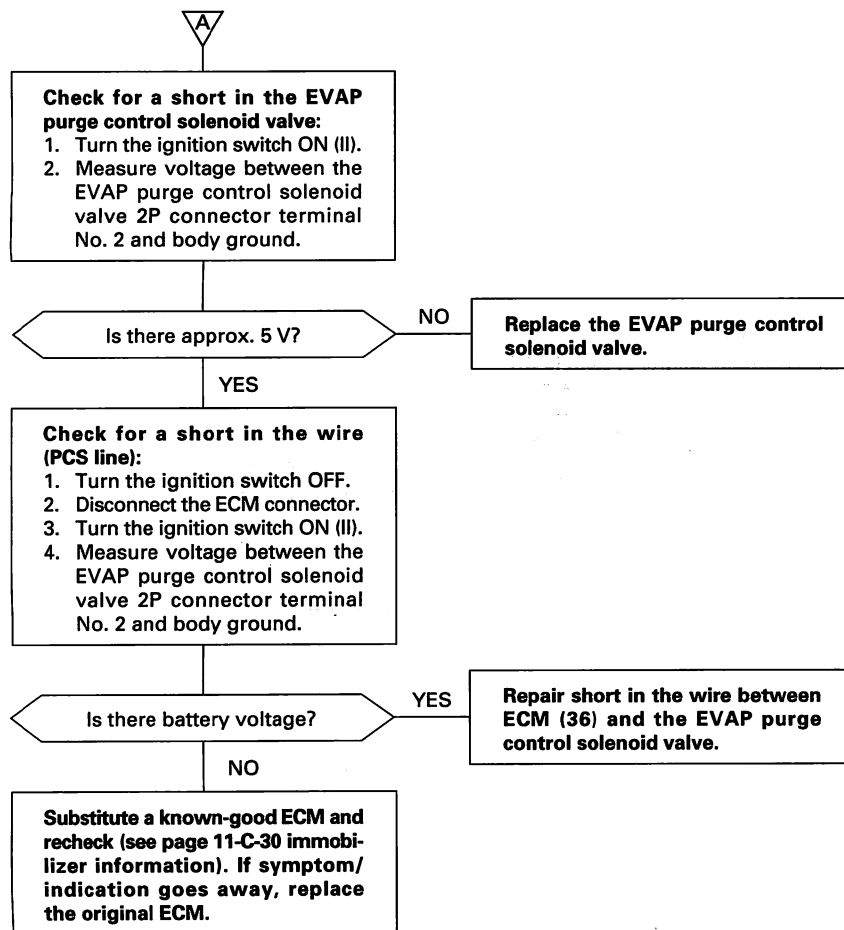 A
Check for a short in the EVAP
purge control solenoid valve:
1. Turn the ignition switch ON (II).
2. Measure voltage between the
EVAP purge control solenoid
valve 2P connector terminal
No. 2 and body ground.
Is there approx. 5 V?
NO
Replace the EVAP purge control
solenoid valve.
YES
Check for a short in the wire
(PCS line):
1. Turn the ignition switch OFF.
2. Disconnect the ECM connector.
3. Turn the ignition switch ON (II).
4. Measure voltage between the
EVAP purge control solenoid
valve 2P connector terminal
No. 2 and body ground.
Is there battery voltage?
YES
Repair short in the wire between
ECM (36) and the EVAP purge
control solenoid valve.
NO
Substitute a known-good ECM and
recheck (see page 11-C-30 immobi-
lizer information). If symptom/
indication goes away, replace
the original ECM.